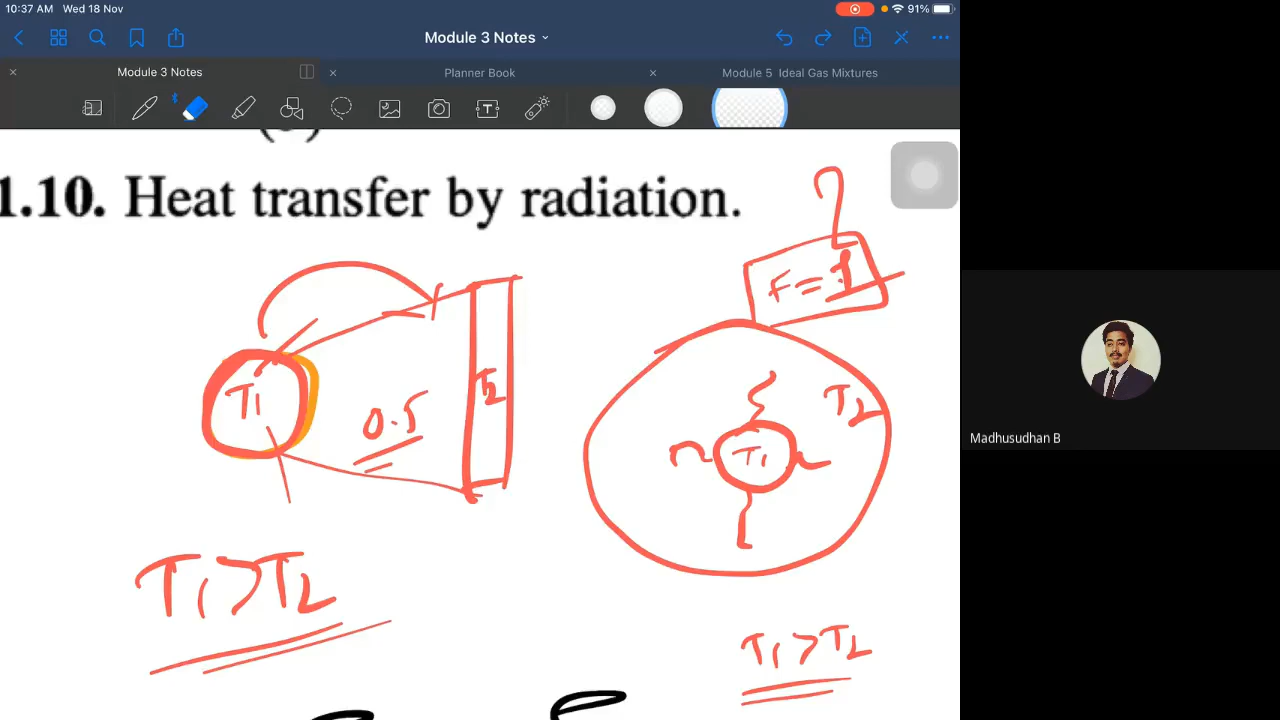 10:37 AM Wed 18 Nov
91%
Module 3 Notes
Module 3 Notes
Planner Book
Module 5 Ideal Gas Mixtures
T
1.10. Heat transfer by radiation.
?
F = 1
T1
0.5
T2
T1
T2
T1 > T2
T1 > T2
Madhusudhan B